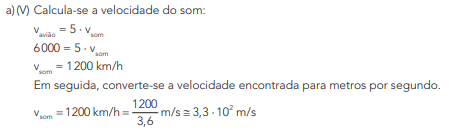 a) (V) Calcula-se a velocidade do som:
v_avião = 5 · v_som
6000 = 5 · v_som
v_som = 1200 km/h
Em seguida, converte-se a velocidade encontrada para metros por segundo.
v_som = 1200 km/h = 1200/3,6 m/s ≅ 3,3 · 10² m/s